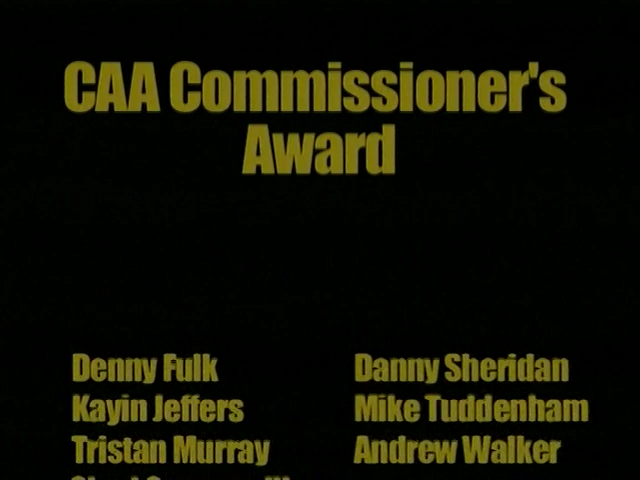 CAA Commissioner's
Award
Denny Fulk
Danny Sheridan
Kayin Jeffers
Mike Tuddenham
Tristan Murray
Andrew Walker